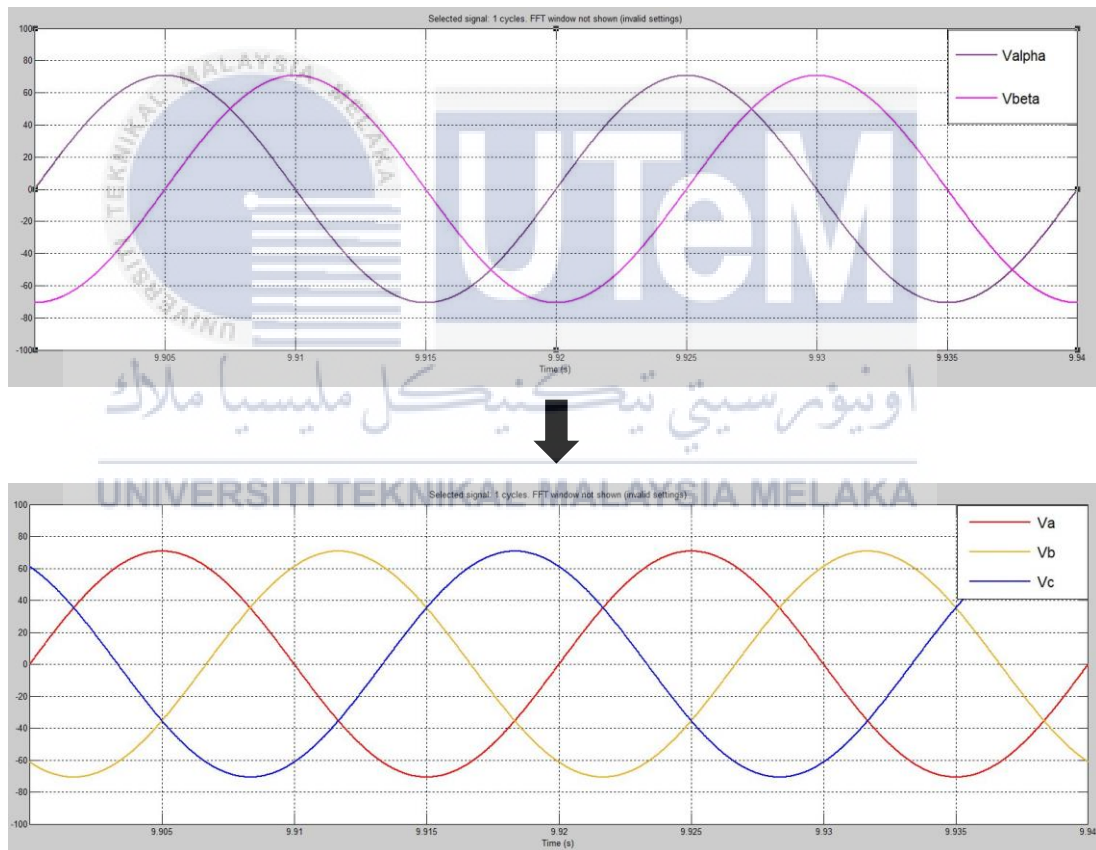 Selected signal: 1 cycles. FFT window not shown (invalid settings)
100
80
60
40
20
0
-20
-40
-60
-80
-100
Valpha
Vbeta
UNIVERSITI TEKNIKAL MALAYSIA MELAKA
UTeM
9.905
9.91
9.915
9.92
9.925
9.93
9.935
9.94
Time (s)
اونيۏرسيتي تيكنيكل مليسيا ملاك
UNIVERSITI TEKNIKAL MALAYSIA MELAKA
Selected signal: 1 cycles. FFT window not shown (invalid settings)
100
80
60
40
20
0
-20
-40
-60
-80
-100
Va
Vb
Vc
9.905
9.91
9.915
9.92
9.925
9.93
9.935
9.94
Time (s)